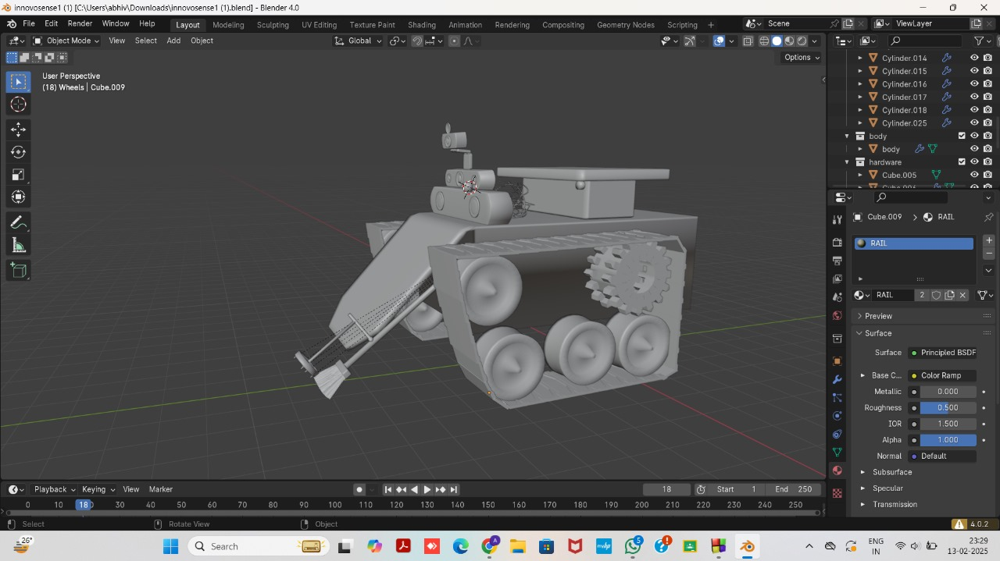 innovosense1 (1) [C:\Users\abhiv\Downloads\innovosense1 (1).blend] - Blender 4.0
File Edit Render Window Help Layout Modeling Sculpting UV Editing Texture Paint Shading Animation Rendering Compositing Geometry Nodes Scripting + Scene ViewLayer
Object Mode View Select Add Object Global
Options
User Perspective
(18) Wheels | Cube.009
Cylinder.014
Cylinder.015
Cylinder.016
Cylinder.017
Cylinder.018
Cylinder.025
body
body
hardware
Cube.005
Cube.006
Cube.009 > RAIL
RAIL
RAIL 2
Preview
Surface
Surface Principled BSDF
Base C... Color Ramp
Metallic 0.000
Roughness 0.500
IOR 1.500
Alpha 1.000
Normal Default
Subsurface
Specular
Transmission
Playback Keying View Marker 18 Start 1 End 250
0 10 18 30 40 50 60 70 80 90 100 110 120 130 140 150 160 170 180 190 200 210 220 230 240 250
Select Rotate View Object 4.0.2
26° Search myhp 5 ENG IN 23:29 13-02-2025